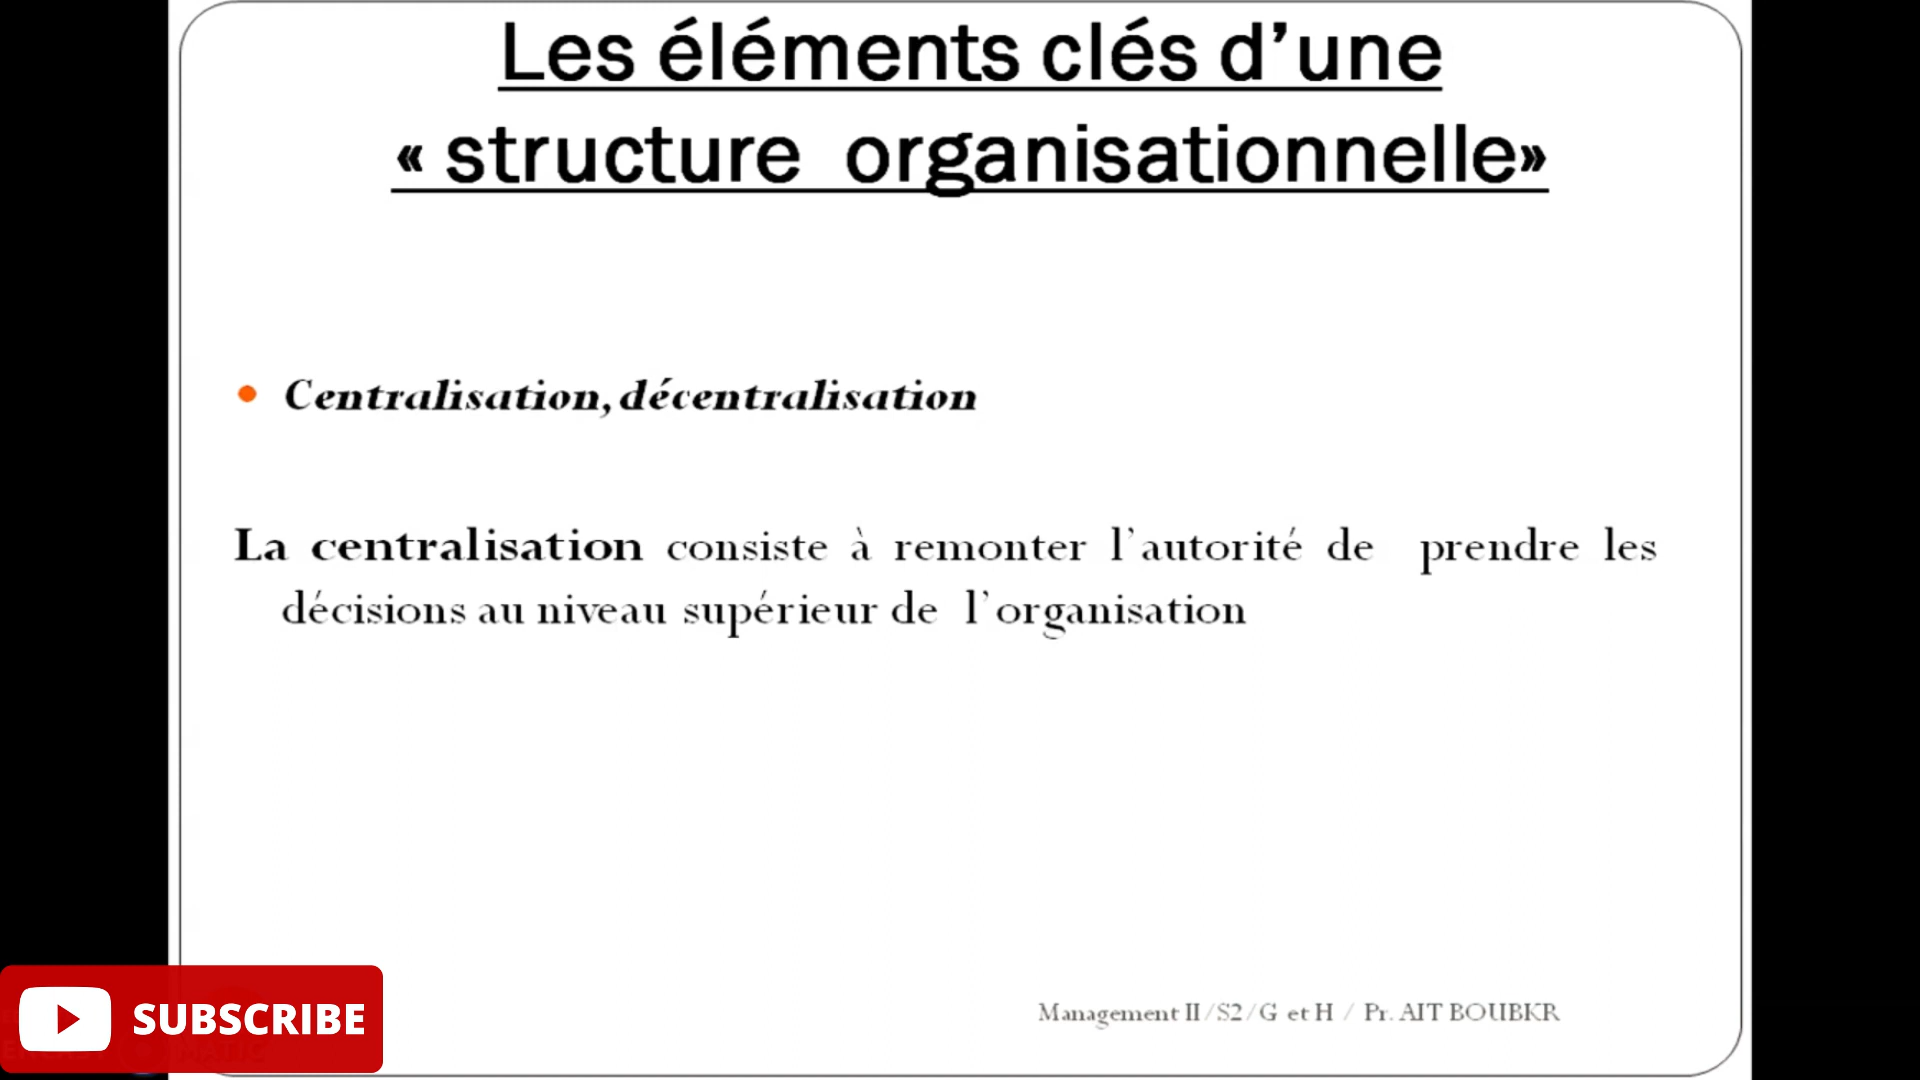 Les éléments clés d’une
« structure organisationnelle»
• Centralisation, décentralisation
La centralisation consiste à remonter l’autorité de prendre les
décisions au niveau supérieur de l’organisation
Management II/S2/G et H / Pr. AIT BOUBKR
SUBSCRIBE